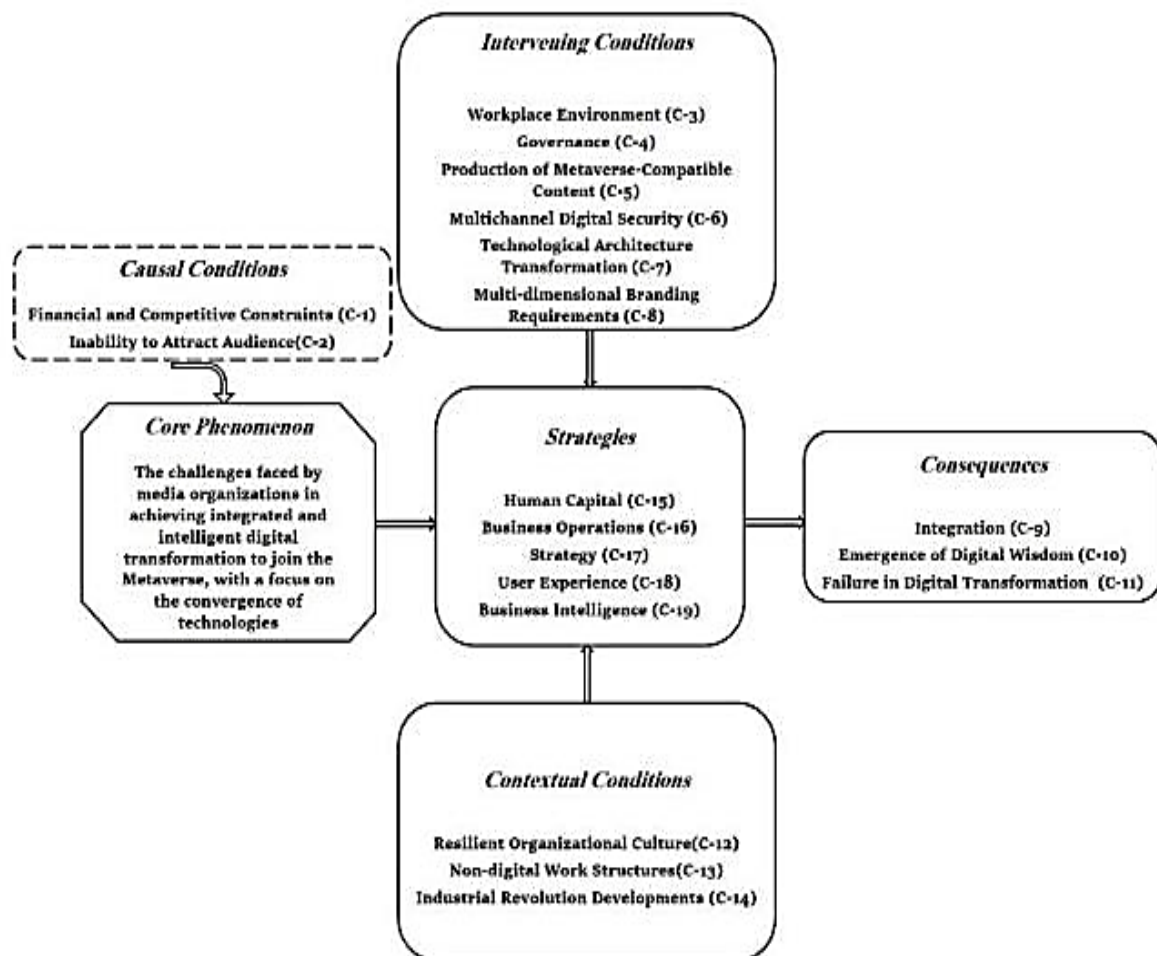 Intervening Conditions
Workplace Environment (C-3)
Governance (C-4)
Production of Metaverse-Compatible
Content (C-5)
Multichannel Digital Security (C-6)
Technological Architecture
Transformation (C-7)
Multi-dimensional Branding
Requirements (C-8)
Causal Conditions
Financial and Competitive Constraints (C-1)
Inability to Attract Audience(C-2)
Core Phenomenon
The challenges faced by
media organizations in
achieving integrated and
intelligent digital
transformation to join the
Metaverse, with a focus on
the convergence of
technologies
Strategies
Human Capital (C-15)
Business Operations (C-16)
Strategy (C-17)
User Experience (C-18)
Business Intelligence (C-19)
Consequences
Integration (C-9)
Emergence of Digital Wisdom (C-10)
Failure in Digital Transformation (C-11)
Contextual Conditions
Resilient Organizational Culture(C-12)
Non-digital Work Structures(C-13)
Industrial Revolution Developments (C-14)